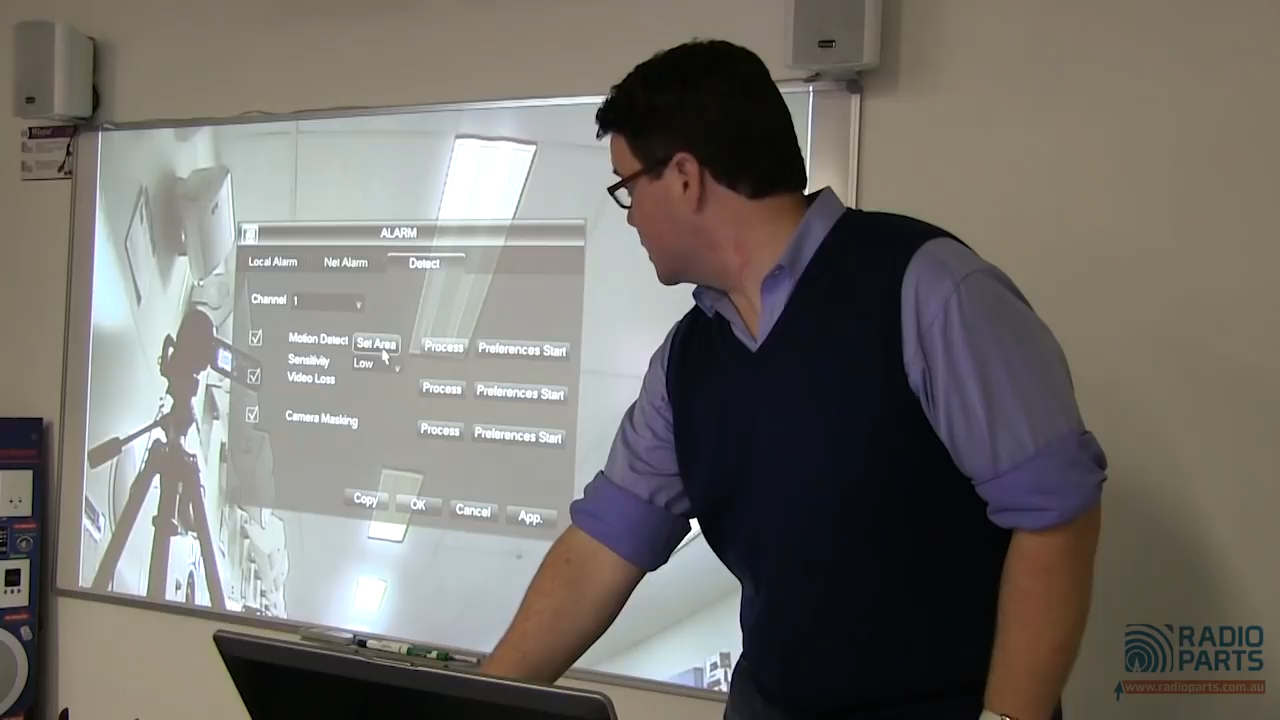 ALARM
Local Alarm Net Alarm Detect
Channel 1
Motion Detect Set Area Process Preferences Start
Sensitivity Low
Video Loss Process Preferences Start
Camera Masking Process Preferences Start
Copy OK Cancel App.
RADIO
PARTS
www.radioparts.com.au